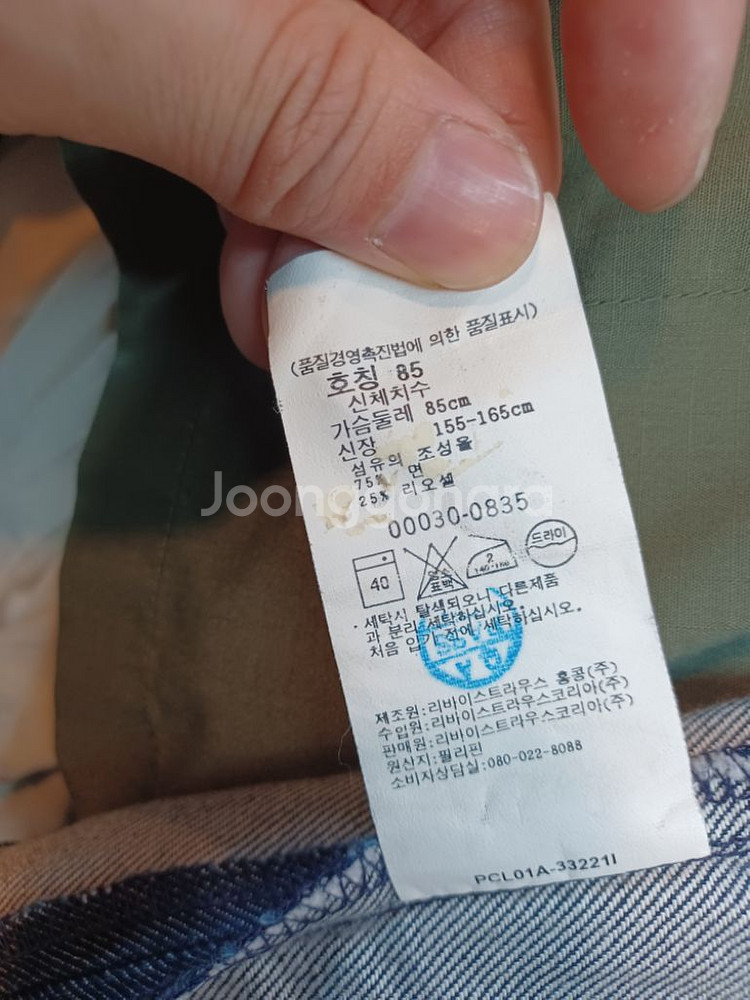 (품질경영촉진법에 의한 품질표시)
호칭 85
신체치수
가슴둘레 85cm
신장 155-165cm
섬유의 조성율
75% 면
25% 리오셀
Joonggonara
00030-0835
40
표백
2
드라이
·세탁시 탈색되오니 다른제품
과 분리 세탁하십시오.
처음 입기 전에 세탁하십시오.
제조원:리바이스트라우스 홍콩(주)
수입원:리바이스트라우스코리아(주)
판매원:리바이스트라우스코리아(주)
원산지:필리핀
소비자상담실:080-022-8088
PCL01A-33221I